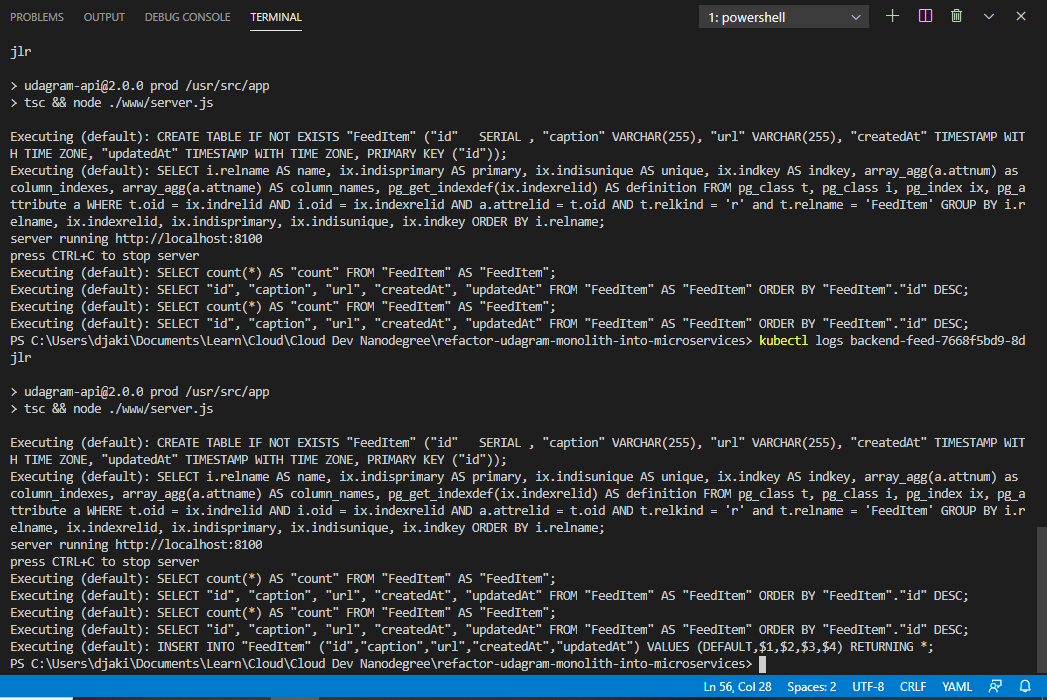 PROBLEMS OUTPUT DEBUG CONSOLE TERMINAL 1: powershell
jlr
> udagram-api@2.0.0 prod /usr/src/app
> tsc && node ./www/server.js
Executing (default): CREATE TABLE IF NOT EXISTS "FeedItem" ("id"   SERIAL , "caption" VARCHAR(255), "url" VARCHAR(255), "createdAt" TIMESTAMP WIT
H TIME ZONE, "updatedAt" TIMESTAMP WITH TIME ZONE, PRIMARY KEY ("id"));
Executing (default): SELECT i.relname AS name, ix.indisprimary AS primary, ix.indisunique AS unique, ix.indkey AS indkey, array_agg(a.attnum) as
column_indexes, array_agg(a.attname) AS column_names, pg_get_indexdef(ix.indexrelid) AS definition FROM pg_class t, pg_class i, pg_index ix, pg_a
ttribute a WHERE t.oid = ix.indrelid AND i.oid = ix.indexrelid AND a.attrelid = t.oid AND t.relkind = 'r' and t.relname = 'FeedItem' GROUP BY i.r
elname, ix.indexrelid, ix.indisprimary, ix.indisunique, ix.indkey ORDER BY i.relname;
server running http://localhost:8100
press CTRL+C to stop server
Executing (default): SELECT count(*) AS "count" FROM "FeedItem" AS "FeedItem";
Executing (default): SELECT "id", "caption", "url", "createdAt", "updatedAt" FROM "FeedItem" AS "FeedItem" ORDER BY "FeedItem"."id" DESC;
Executing (default): SELECT count(*) AS "count" FROM "FeedItem" AS "FeedItem";
Executing (default): SELECT "id", "caption", "url", "createdAt", "updatedAt" FROM "FeedItem" AS "FeedItem" ORDER BY "FeedItem"."id" DESC;
PS C:\Users\djaki\Documents\Learn\Cloud\Cloud Dev Nanodegree\refactor-udagram-monolith-into-microservices> kubectl logs backend-feed-7668f5bd9-8d
jlr
> udagram-api@2.0.0 prod /usr/src/app
> tsc && node ./www/server.js
Executing (default): CREATE TABLE IF NOT EXISTS "FeedItem" ("id"   SERIAL , "caption" VARCHAR(255), "url" VARCHAR(255), "createdAt" TIMESTAMP WIT
H TIME ZONE, "updatedAt" TIMESTAMP WITH TIME ZONE, PRIMARY KEY ("id"));
Executing (default): SELECT i.relname AS name, ix.indisprimary AS primary, ix.indisunique AS unique, ix.indkey AS indkey, array_agg(a.attnum) as
column_indexes, array_agg(a.attname) AS column_names, pg_get_indexdef(ix.indexrelid) AS definition FROM pg_class t, pg_class i, pg_index ix, pg_a
ttribute a WHERE t.oid = ix.indrelid AND i.oid = ix.indexrelid AND a.attrelid = t.oid AND t.relkind = 'r' and t.relname = 'FeedItem' GROUP BY i.r
elname, ix.indexrelid, ix.indisprimary, ix.indisunique, ix.indkey ORDER BY i.relname;
server running http://localhost:8100
press CTRL+C to stop server
Executing (default): SELECT count(*) AS "count" FROM "FeedItem" AS "FeedItem";
Executing (default): SELECT "id", "caption", "url", "createdAt", "updatedAt" FROM "FeedItem" AS "FeedItem" ORDER BY "FeedItem"."id" DESC;
Executing (default): SELECT count(*) AS "count" FROM "FeedItem" AS "FeedItem";
Executing (default): SELECT "id", "caption", "url", "createdAt", "updatedAt" FROM "FeedItem" AS "FeedItem" ORDER BY "FeedItem"."id" DESC;
Executing (default): INSERT INTO "FeedItem" ("id","caption","url","createdAt","updatedAt") VALUES (DEFAULT,$1,$2,$3,$4) RETURNING *;
PS C:\Users\djaki\Documents\Learn\Cloud\Cloud Dev Nanodegree\refactor-udagram-monolith-into-microservices>
Ln 56, Col 28 Spaces: 2 UTF-8 CRLF YAML